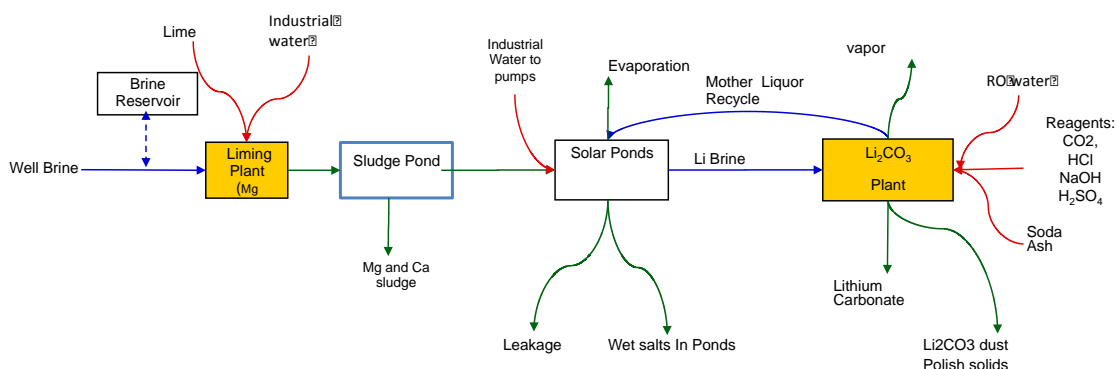 Lime
Industrial
water
Industrial
Water to
pumps
Evaporation
vapor
Mother Liquor
Recycle
RO water
Brine
Reservoir
Reagents:
CO2,
HCl
NaOH
H₂SO₄
Well Brine
Liming
Plant
(Mg
Sludge Pond
Solar Ponds
Li Brine
Li₂CO₃
Plant
Soda
Ash
Mg and Ca
sludge
Lithium
Carbonate
Leakage
Wet salts In Ponds
Li2CO3 dust
Polish solids